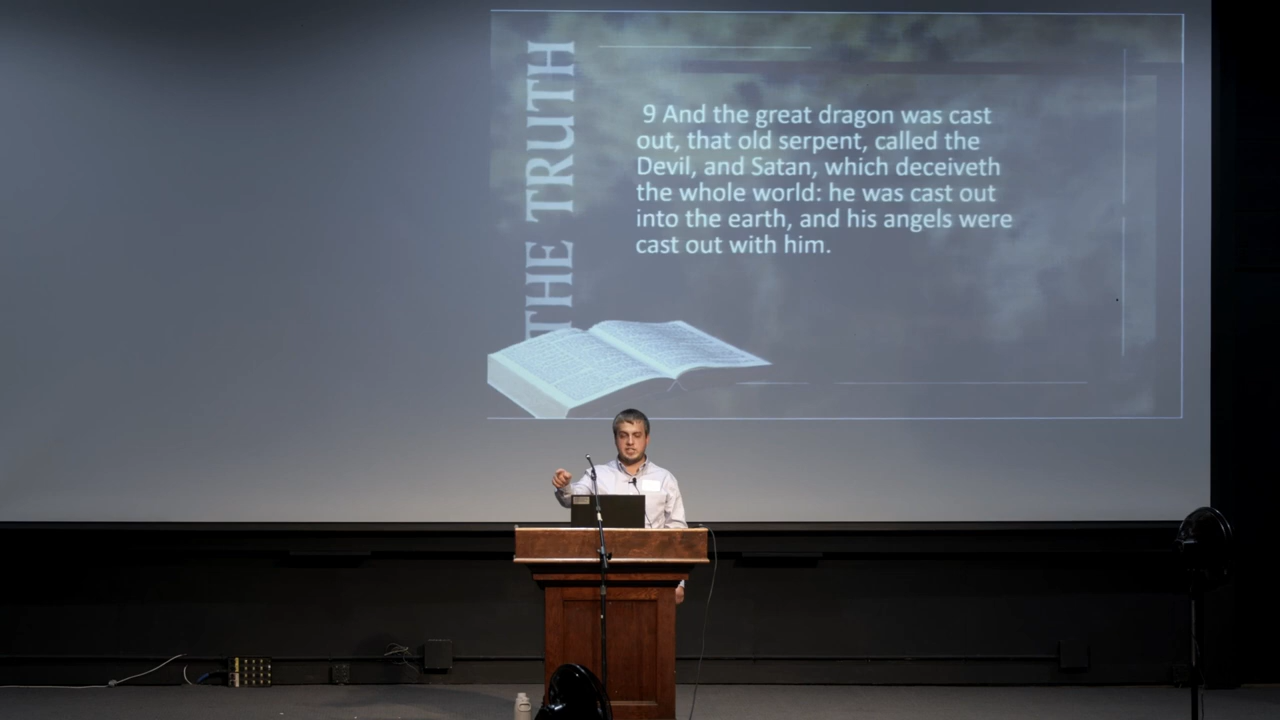 THE TRUTH
9 And the great dragon was cast
out, that old serpent, called the
Devil, and Satan, which deceiveth
the whole world: he was cast out
into the earth, and his angels were
cast out with him.